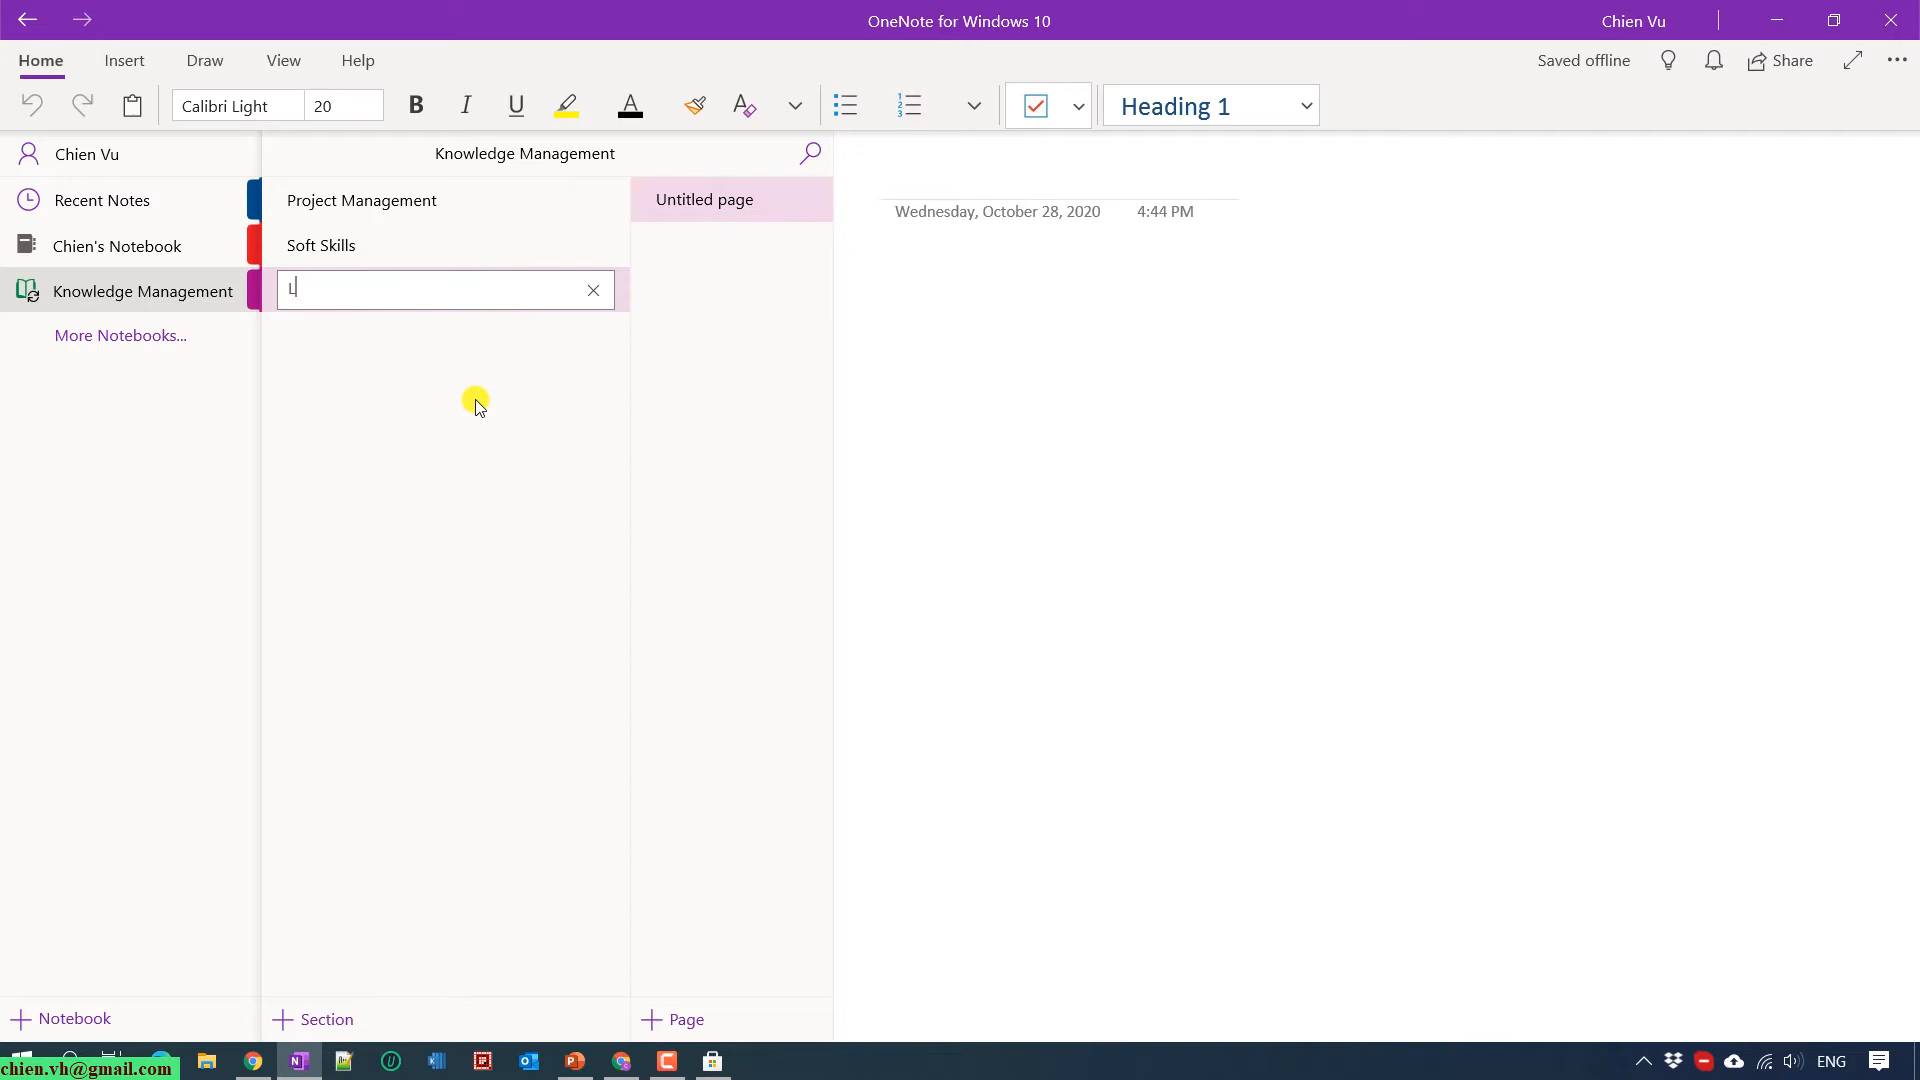 OneNote for Windows 10
Chien Vu
Home Insert Draw View Help
Saved offline
Share
Calibri Light 20
B I U A A
Heading 1
Chien Vu
Knowledge Management
Recent Notes
Project Management
Untitled page
Wednesday, October 28, 2020 4:44 PM
Chien's Notebook
Soft Skills
Knowledge Management
L
More Notebooks...
Notebook
Section
Page
chien.vh@gmail.com
ENG